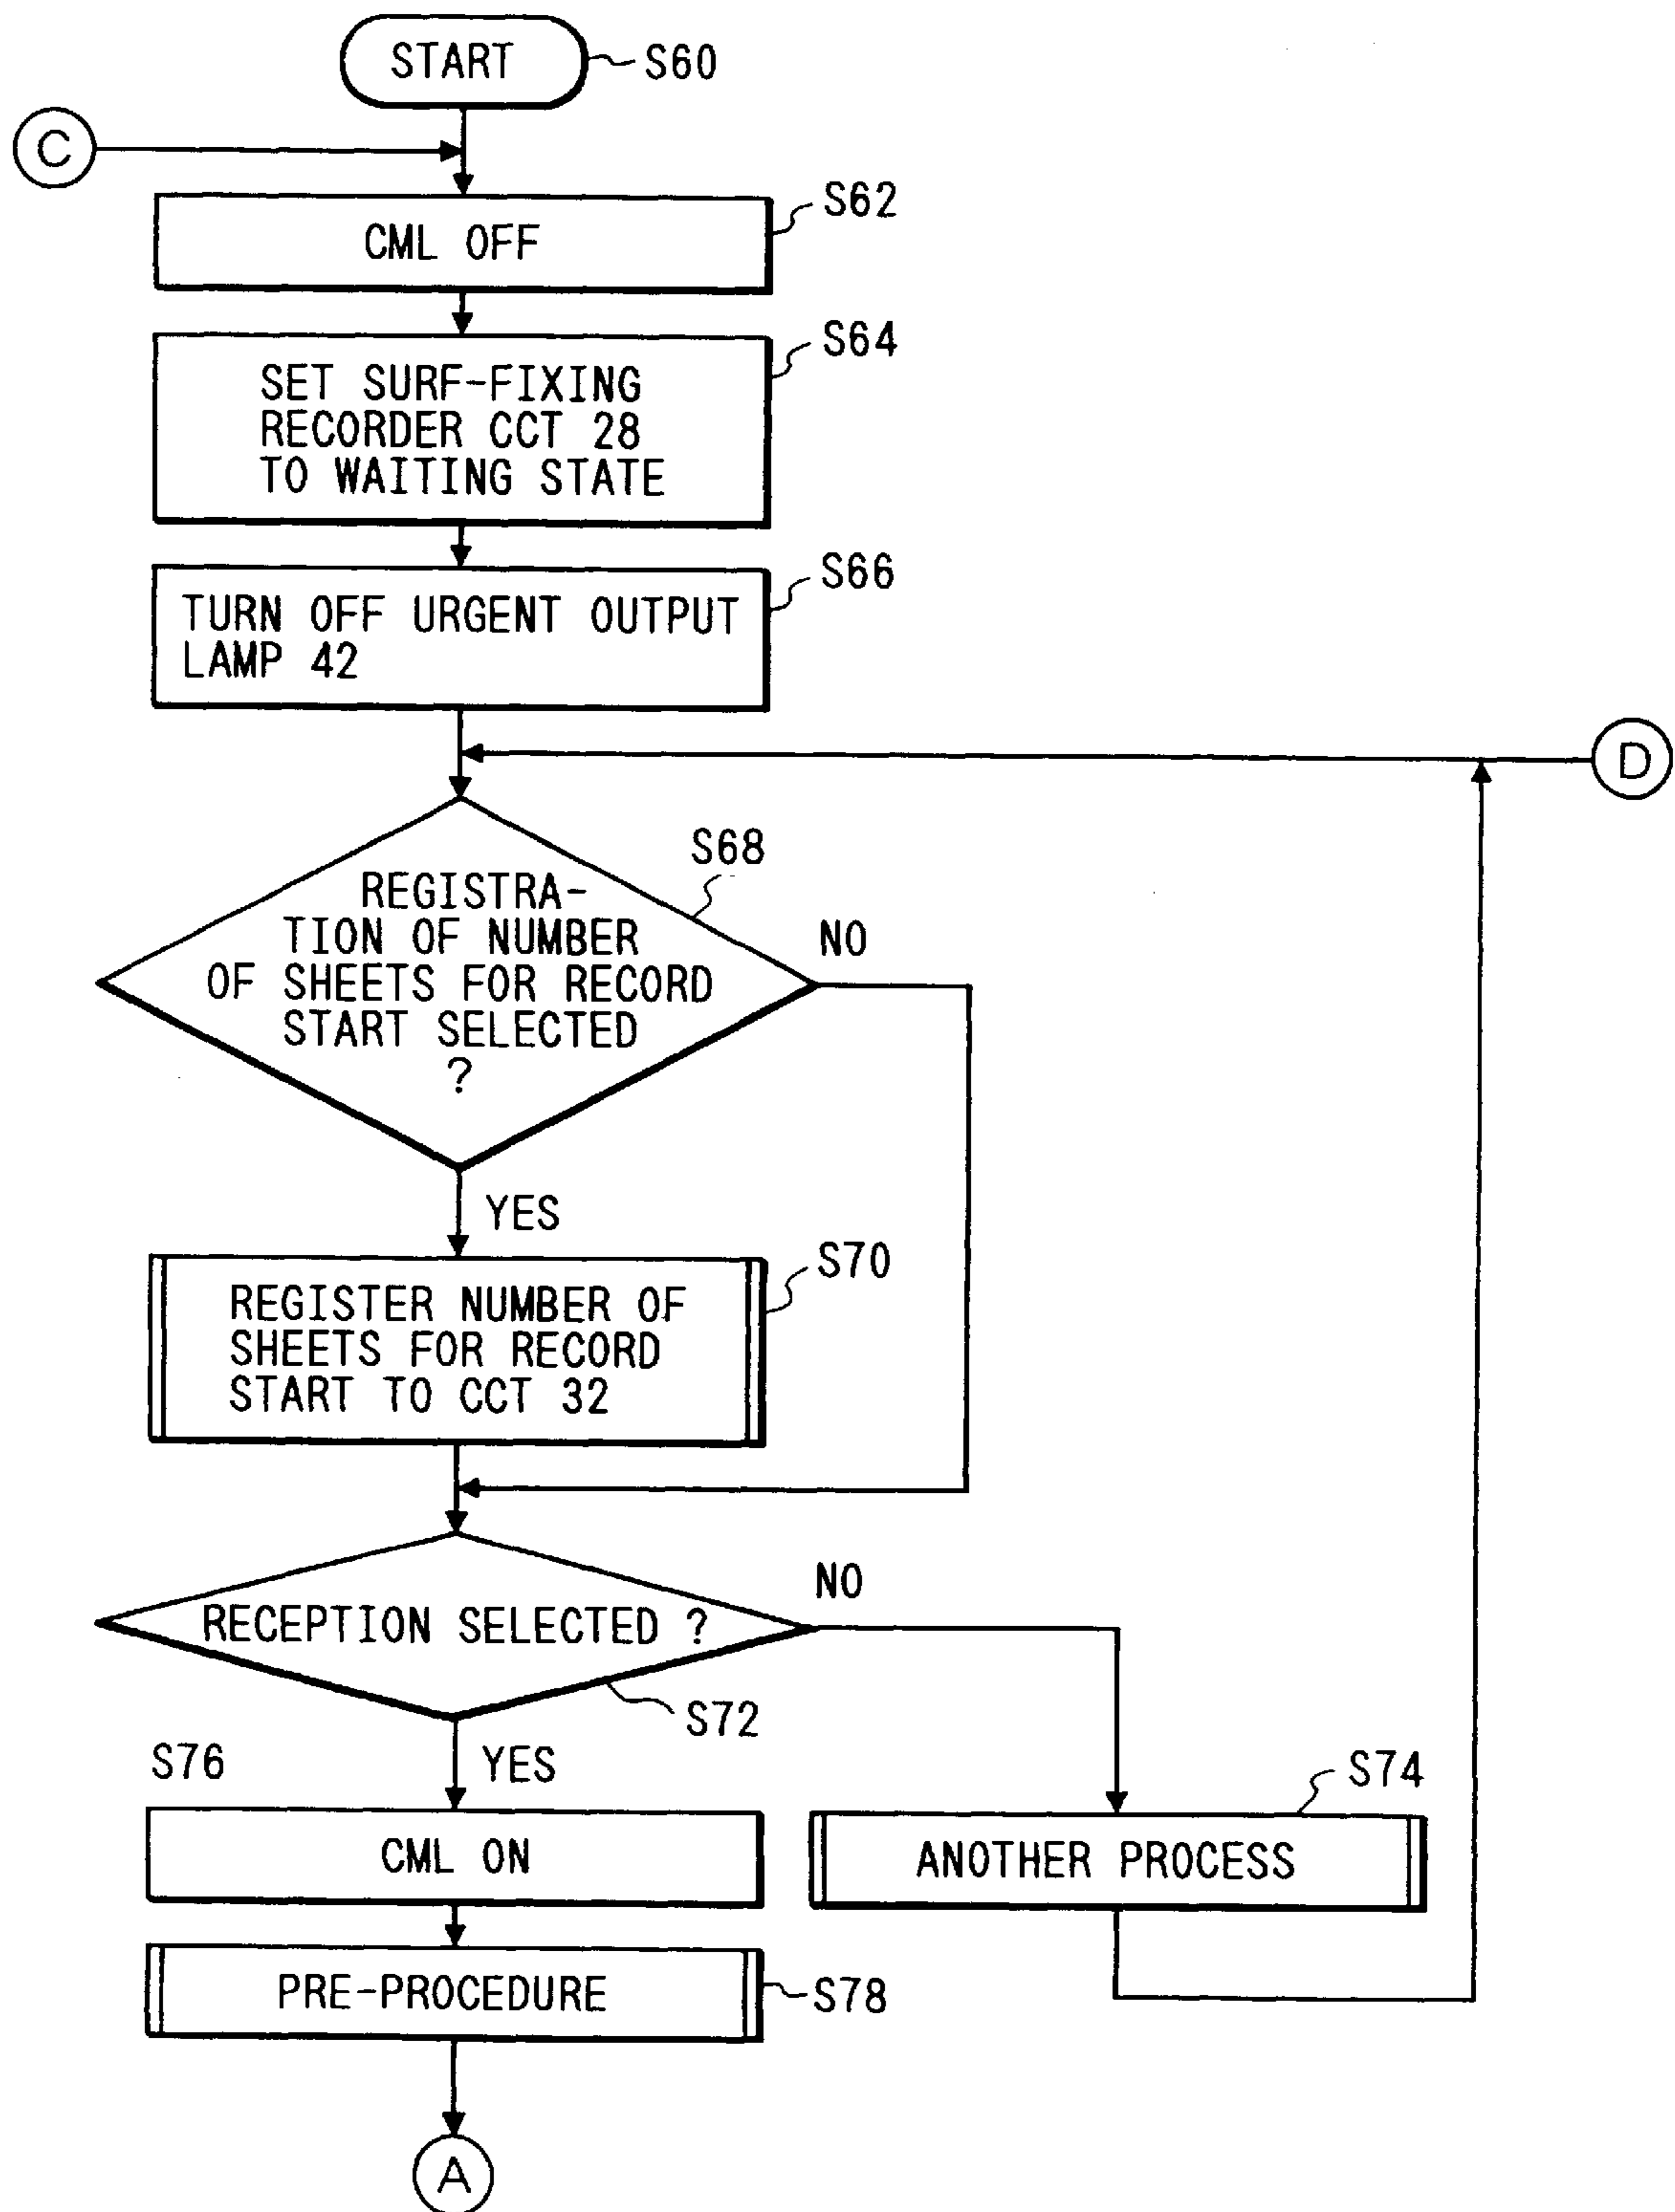 START
S60
C
S62
CML OFF
S64
SET SURF-FIXING
RECORDER CCT 28
TO WAITING STATE
S66
TURN OFF URGENT OUTPUT
LAMP 42
D
S68
REGISTRA-
TION OF NUMBER
OF SHEETS FOR RECORD
START SELECTED
?
NO
YES
S70
REGISTER NUMBER OF
SHEETS FOR RECORD
START TO CCT 32
RECEPTION SELECTED ?
NO
S72
S76
YES
S74
CML ON
ANOTHER PROCESS
PRE-PROCEDURE
S78
A